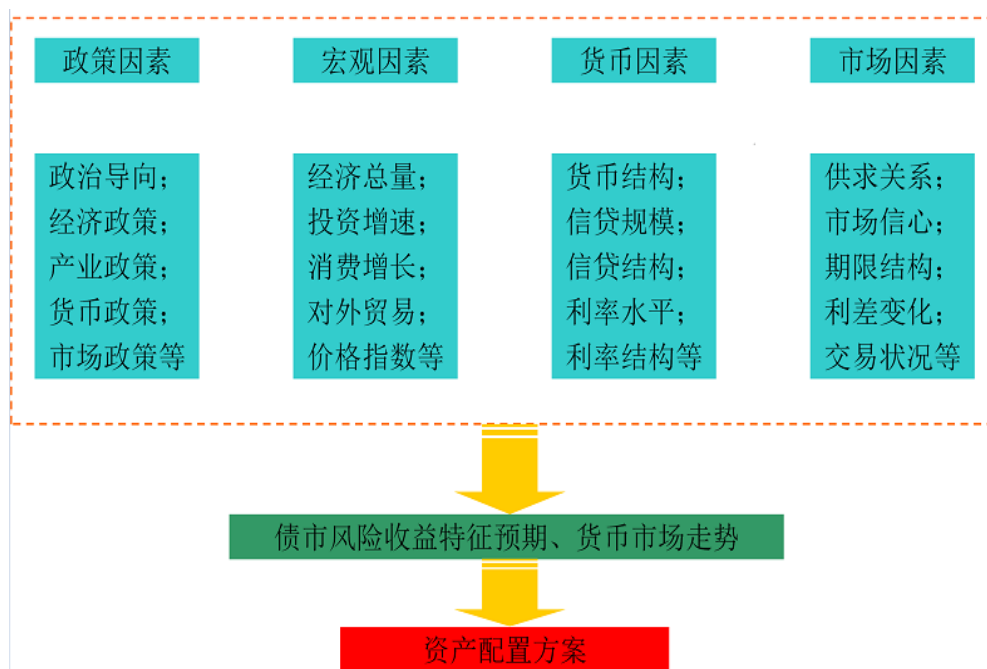 政策因素
宏观因素
货币因素
市场因素
政治导向；
经济政策；
产业政策；
货币政策；
市场政策等
经济总量；
投资增速；
消费增长；
对外贸易；
价格指数等
货币结构；
信贷规模；
信贷结构；
利率水平；
利率结构等
供求关系；
市场信心；
期限结构；
利差变化；
交易状况等
债市风险收益特征预期、货币市场走势
资产配置方案